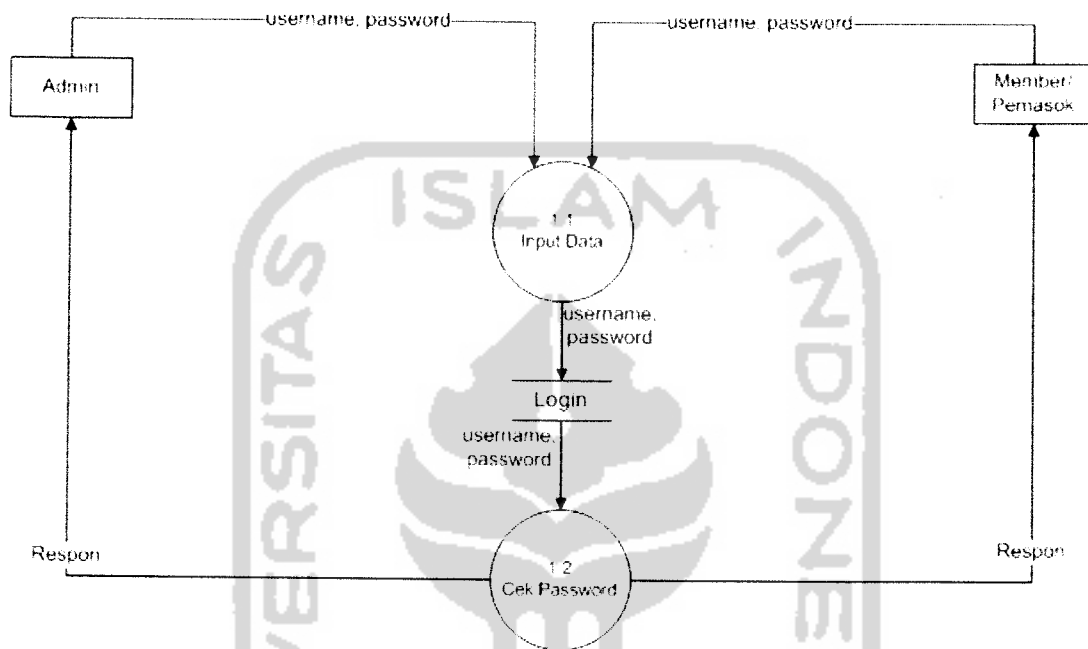 username, password
username, password
Admin
Member/
Pemasok
ISLAM
1.1
Input Data
INDONE
VERSITAS
username,
password
Login
username,
password
Respon
Respon
1.2
Cek Password